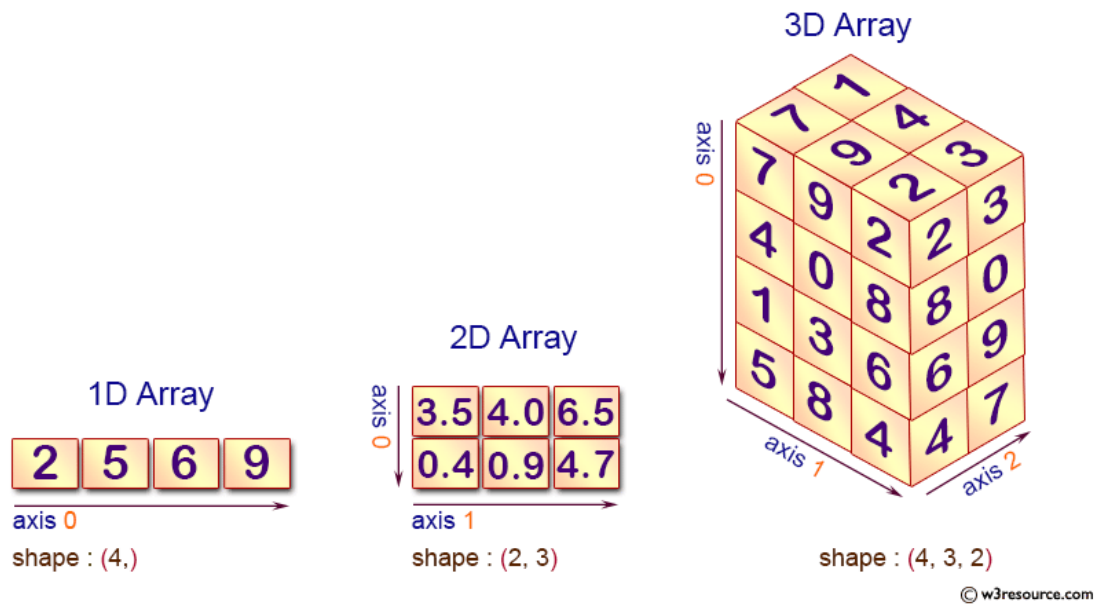 3D Array
1
7 4
9 3
2
axis 0
7 9 2 2 3
4 0 8 8 0
1 3 6 6 9
5 8 4 4 7
axis 1
axis 2
shape : (4, 3, 2)
2D Array
axis 0
3.5 4.0 6.5
0.4 0.9 4.7
axis 1
shape : (2, 3)
1D Array
2 5 6 9
axis 0
shape : (4,)
© w3resource.com